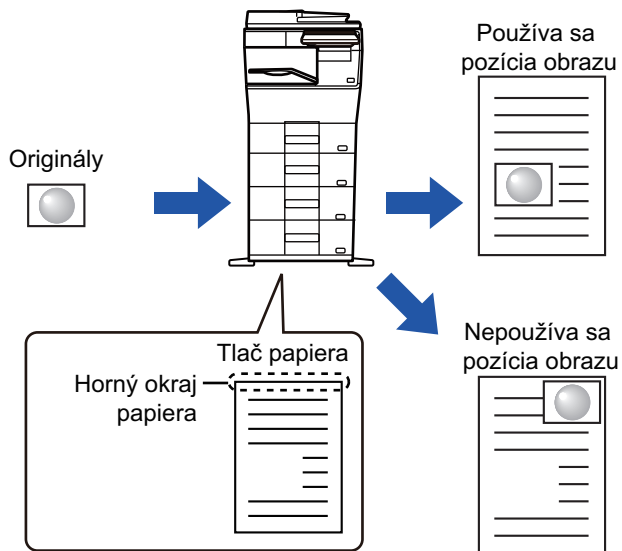 Používa sa
pozícia obrazu
Originály
Nepoužíva sa
pozícia obrazu
Tlač papiera
Horný okraj
papiera